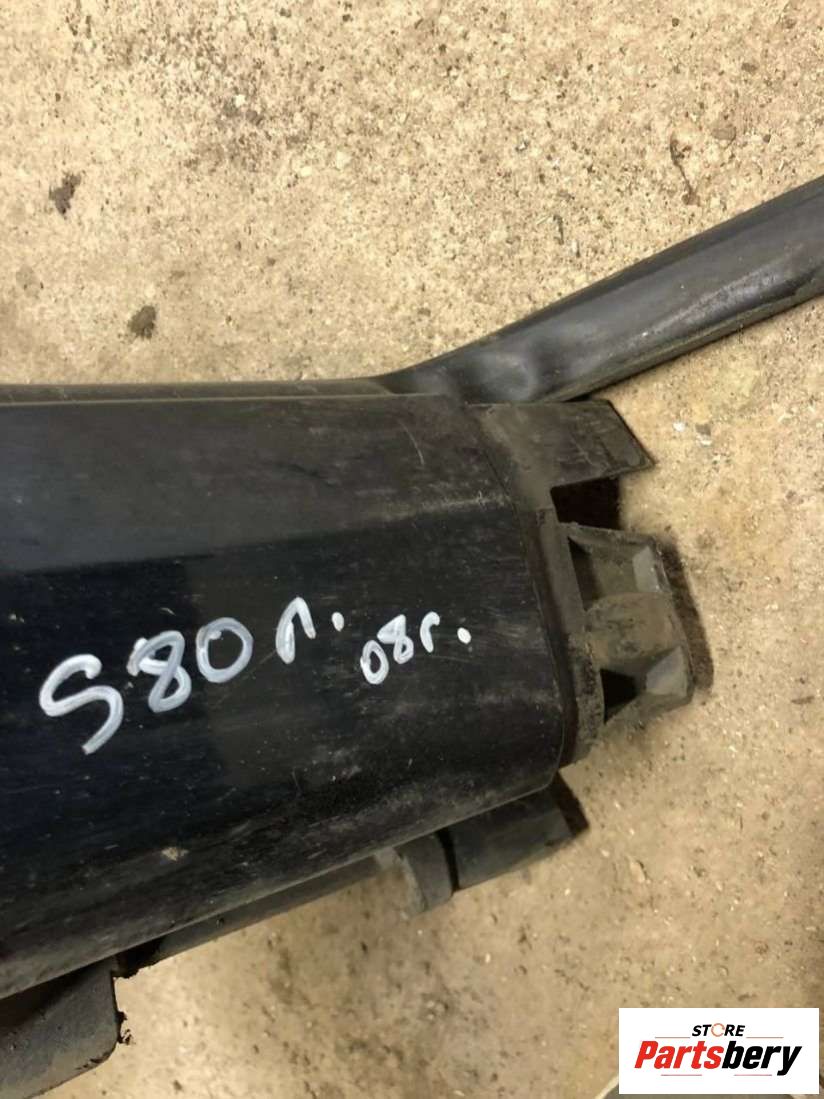 S80 л.
08г.
STORE
Partsbery